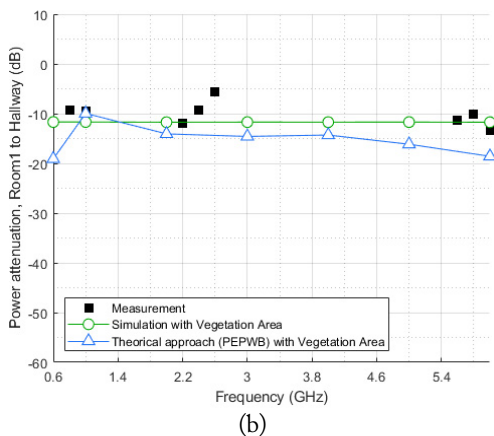 10
0
-10
-20
-30
-40
-50
-60
Power attenuation, Room1 to Hallway (dB)
Measurement
Simulation with Vegetation Area
Theorical approach (PEPWB) with Vegetation Area
0.6 1.4 2.2 3 3.8 4.6 5.4
Frequency (GHz)
(b)